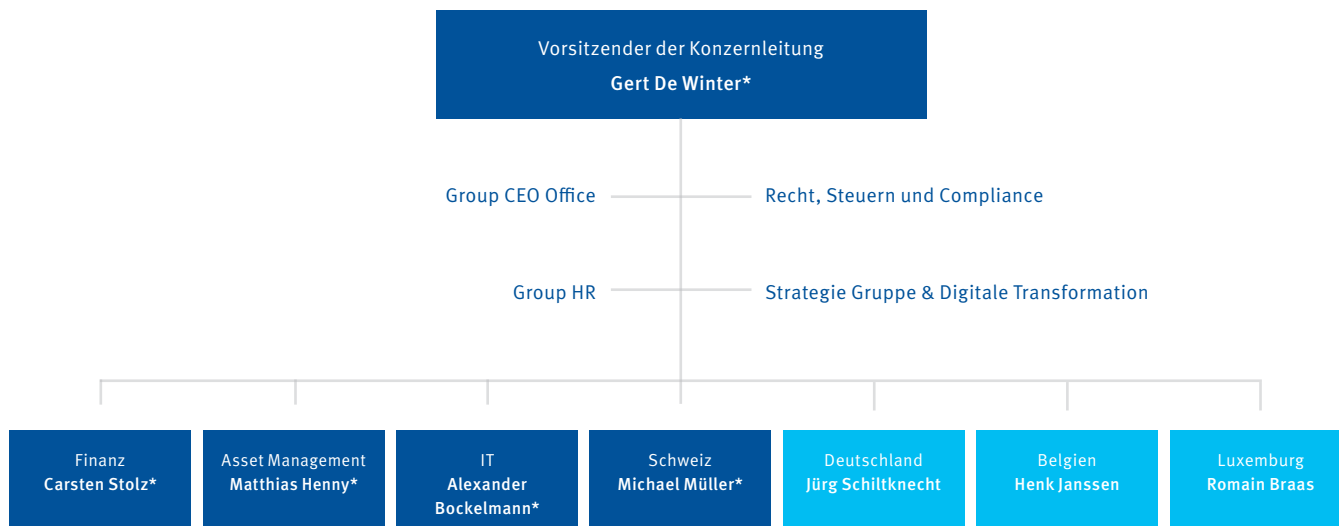 Vorsitzender der Konzernleitung
Gert De Winter*
Group CEO Office
Recht, Steuern und Compliance
Group HR
Strategie Gruppe & Digitale Transformation
Finanz
Carsten Stolz*
Asset Management
Matthias Henny*
IT
Alexander
Bockelmann*
Schweiz
Michael Müller*
Deutschland
Jürg Schiltknecht
Belgien
Henk Janssen
Luxemburg
Romain Braas